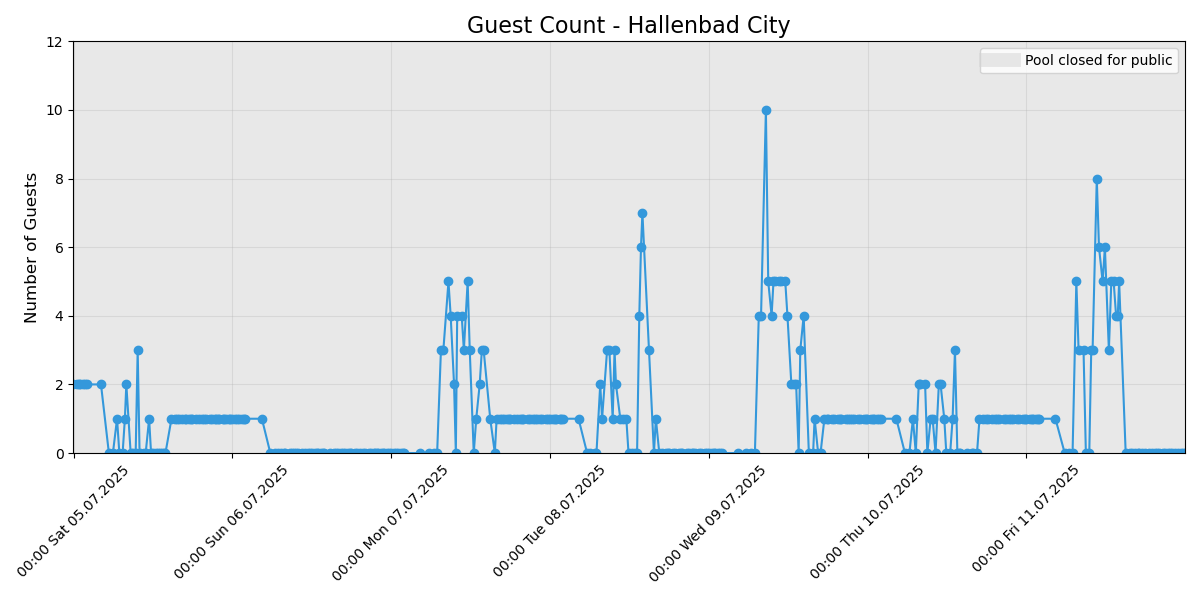 Guest Count - Hallenbad City
Pool closed for public
Number of Guests
12
10
8
6
4
2
0
00:00 Sat 05.07.2025
00:00 Sun 06.07.2025
00:00 Mon 07.07.2025
00:00 Tue 08.07.2025
00:00 Wed 09.07.2025
00:00 Thu 10.07.2025
00:00 Fri 11.07.2025